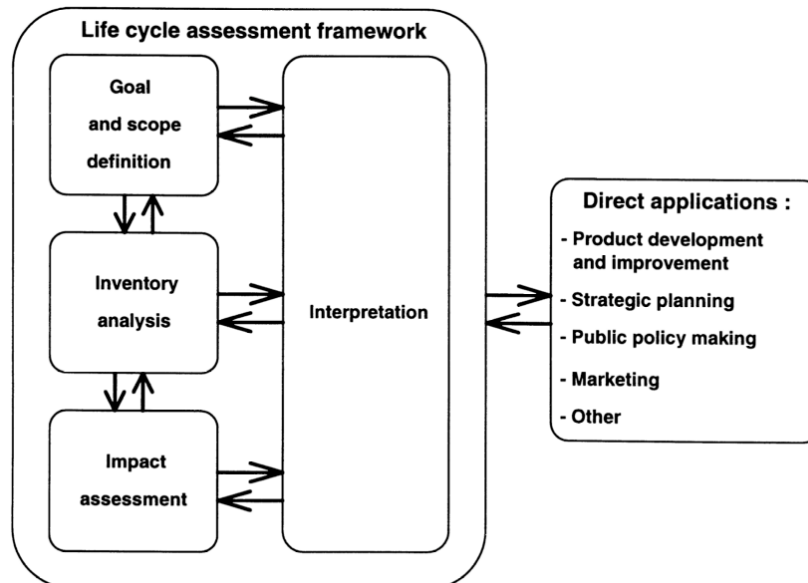 Life cycle assessment framework
Goal
and scope
definition
Inventory
analysis
Impact
assessment
Interpretation
Direct applications :
- Product development
and improvement
- Strategic planning
- Public policy making
- Marketing
- Other